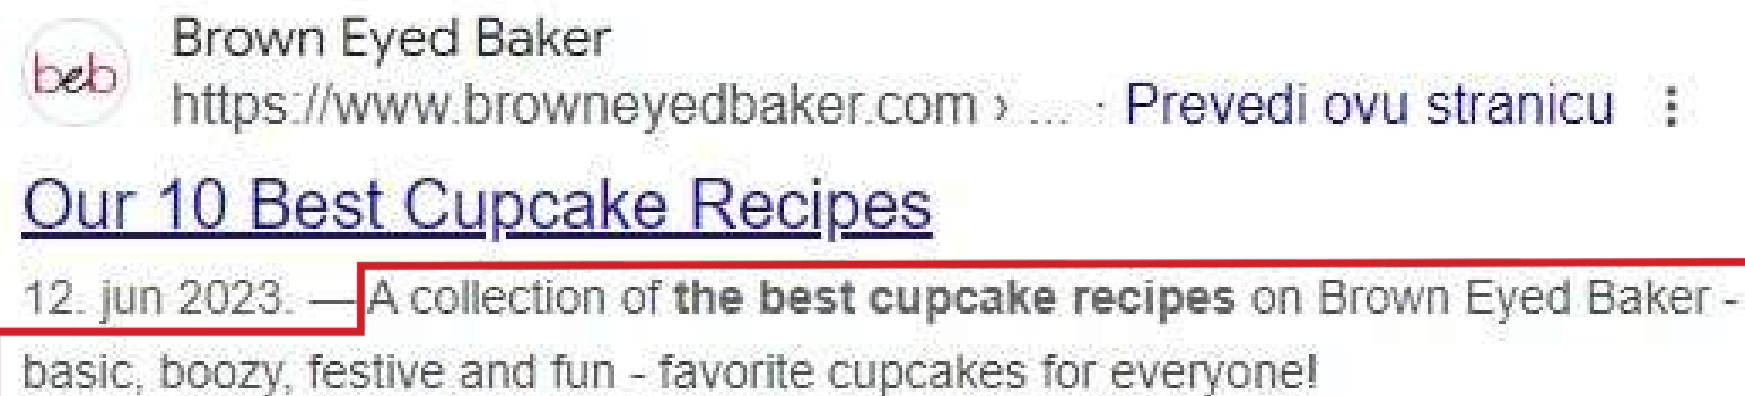 beb
Brown Eyed Baker
https://www.browneyedbaker.com › ... · Prevedi ovu stranicu
Our 10 Best Cupcake Recipes
12. jun 2023. — A collection of the best cupcake recipes on Brown Eyed Baker -
basic, boozy, festive and fun - favorite cupcakes for everyone!